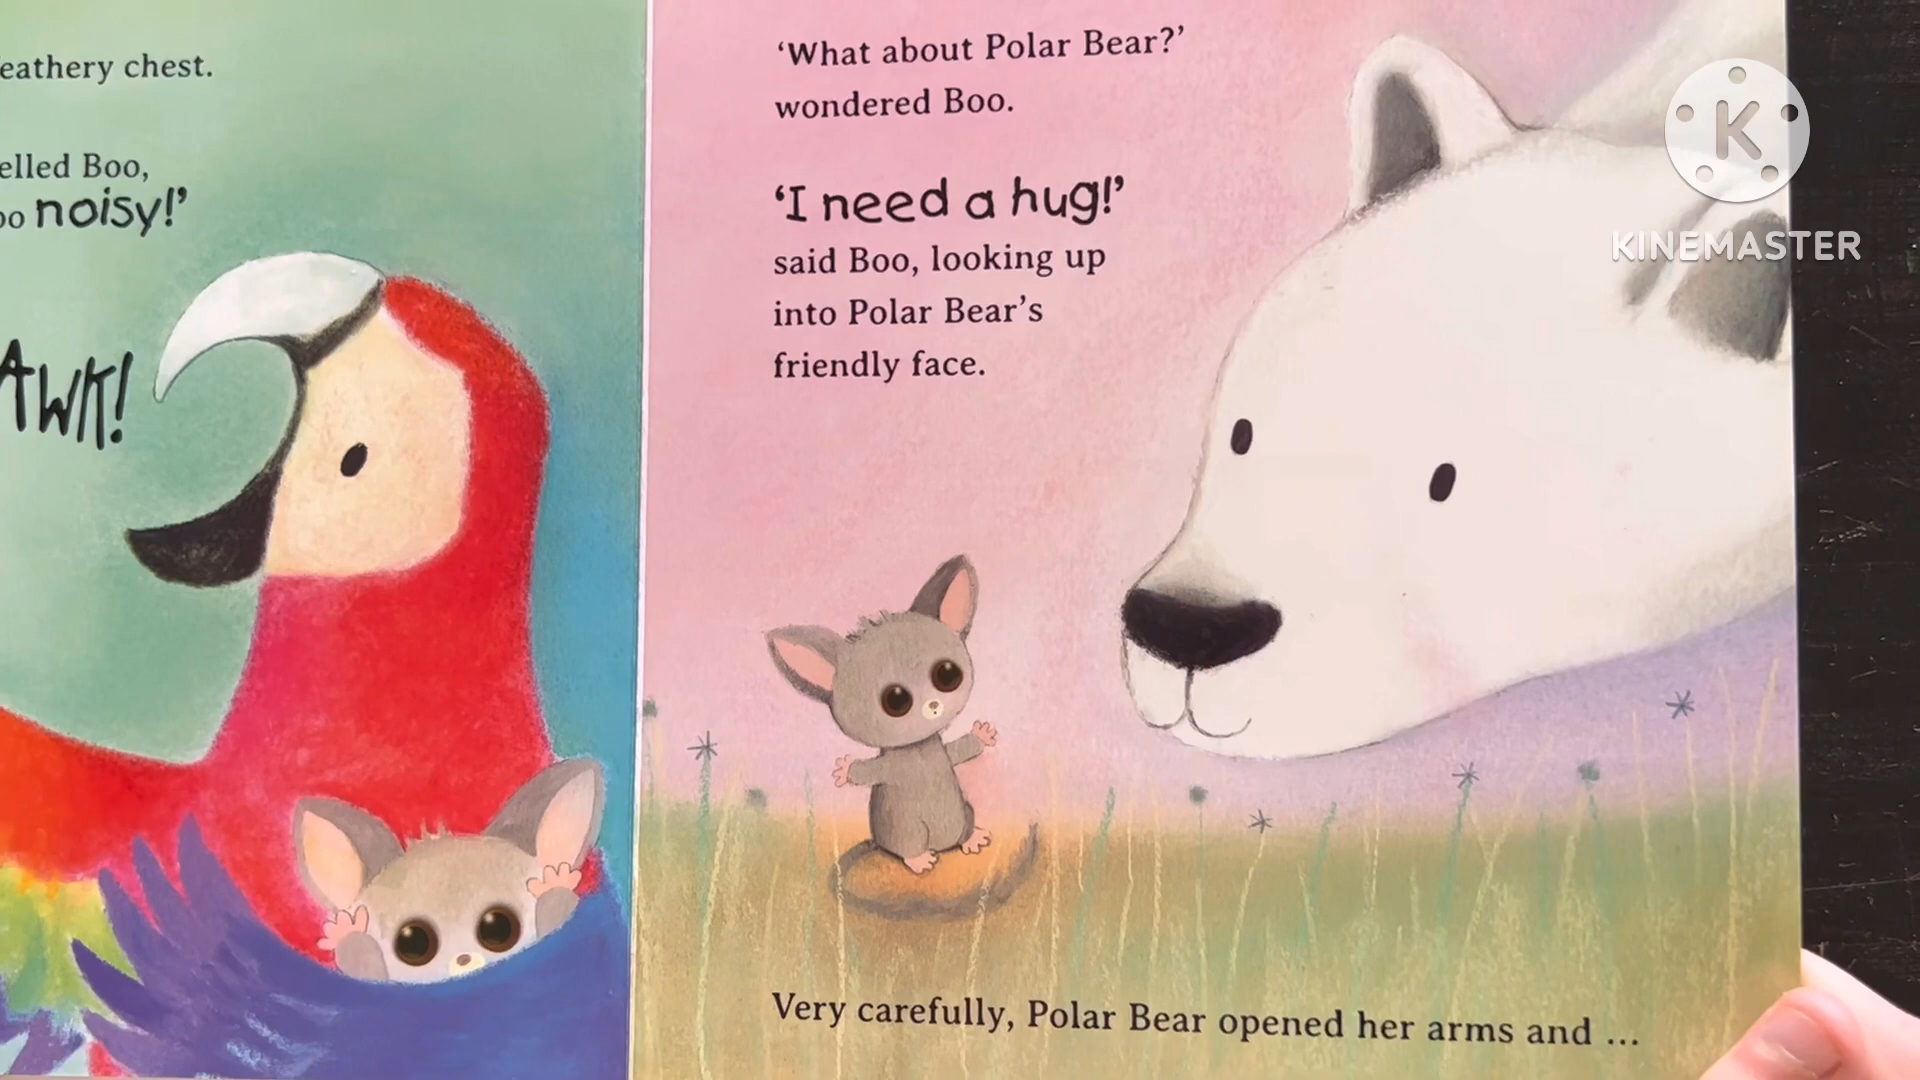 eathery chest.
elled Boo,
oo noisy!'
AWK!
‘What about Polar Bear?’
wondered Boo.
‘I need a hug!’
said Boo, looking up
into Polar Bear’s
friendly face.
Very carefully, Polar Bear opened her arms and ...
K
KINEMASTER